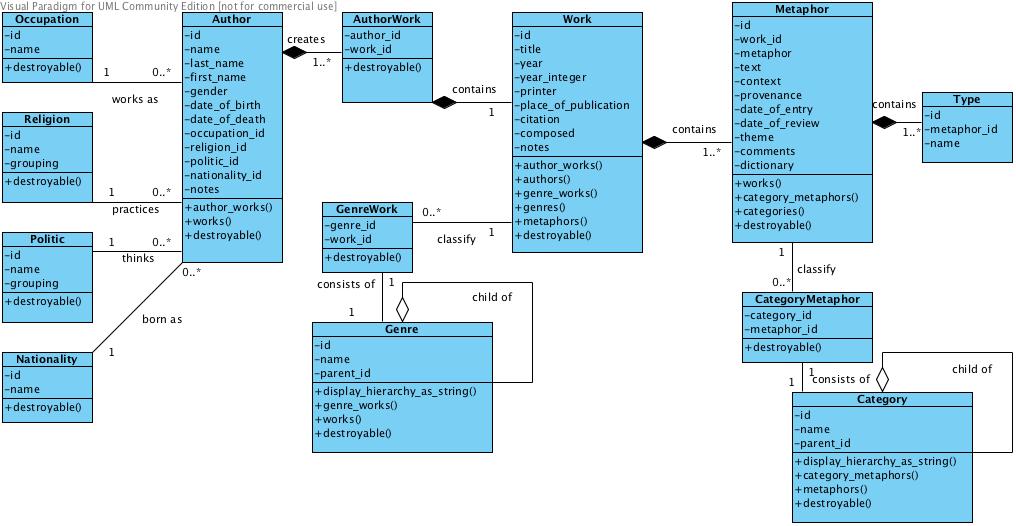 Visual Paradigm for UML Community Edition [not for commercial use]
Occupation
-id
-name
+destroyable()
1
0..*
works as
Religion
-id
-name
-grouping
+destroyable()
1
0..*
practices
Politic
-id
-name
-grouping
+destroyable()
1
0..*
thinks
Nationality
-id
-name
+destroyable()
1
0..*
born as
Author
-id
-name
-last_name
-first_name
-gender
-date_of_birth
-date_of_death
-occupation_id
-religion_id
-politic_id
-nationality_id
-notes
+author_works()
+works()
+destroyable()
creates
1..*
AuthorWork
-author_id
-work_id
+destroyable()
contains
1
Work
-id
-title
-year
-year_integer
-printer
-place_of_publication
-citation
-composed
-notes
+author_works()
+authors()
+genre_works()
+genres()
+metaphors()
+destroyable()
contains
1..*
GenreWork
-genre_id
-work_id
+destroyable()
0..*
classify
1
consists of
1
1
child of
Genre
-id
-name
-parent_id
+display_hierarchy_as_string()
+genre_works()
+works()
+destroyable()
Metaphor
-id
-work_id
-metaphor
-text
-context
-provenance
-date_of_entry
-date_of_review
-theme
-comments
-dictionary
+works()
+category_metaphors()
+categories()
+destroyable()
contains
1..*
Type
-id
-metaphor_id
-name
1
classify
0..*
CategoryMetaphor
-category_id
-metaphor_id
+destroyable()
1
1
consists of
child of
Category
-id
-name
-parent_id
+display_hierarchy_as_string()
+category_metaphors()
+metaphors()
+destroyable()